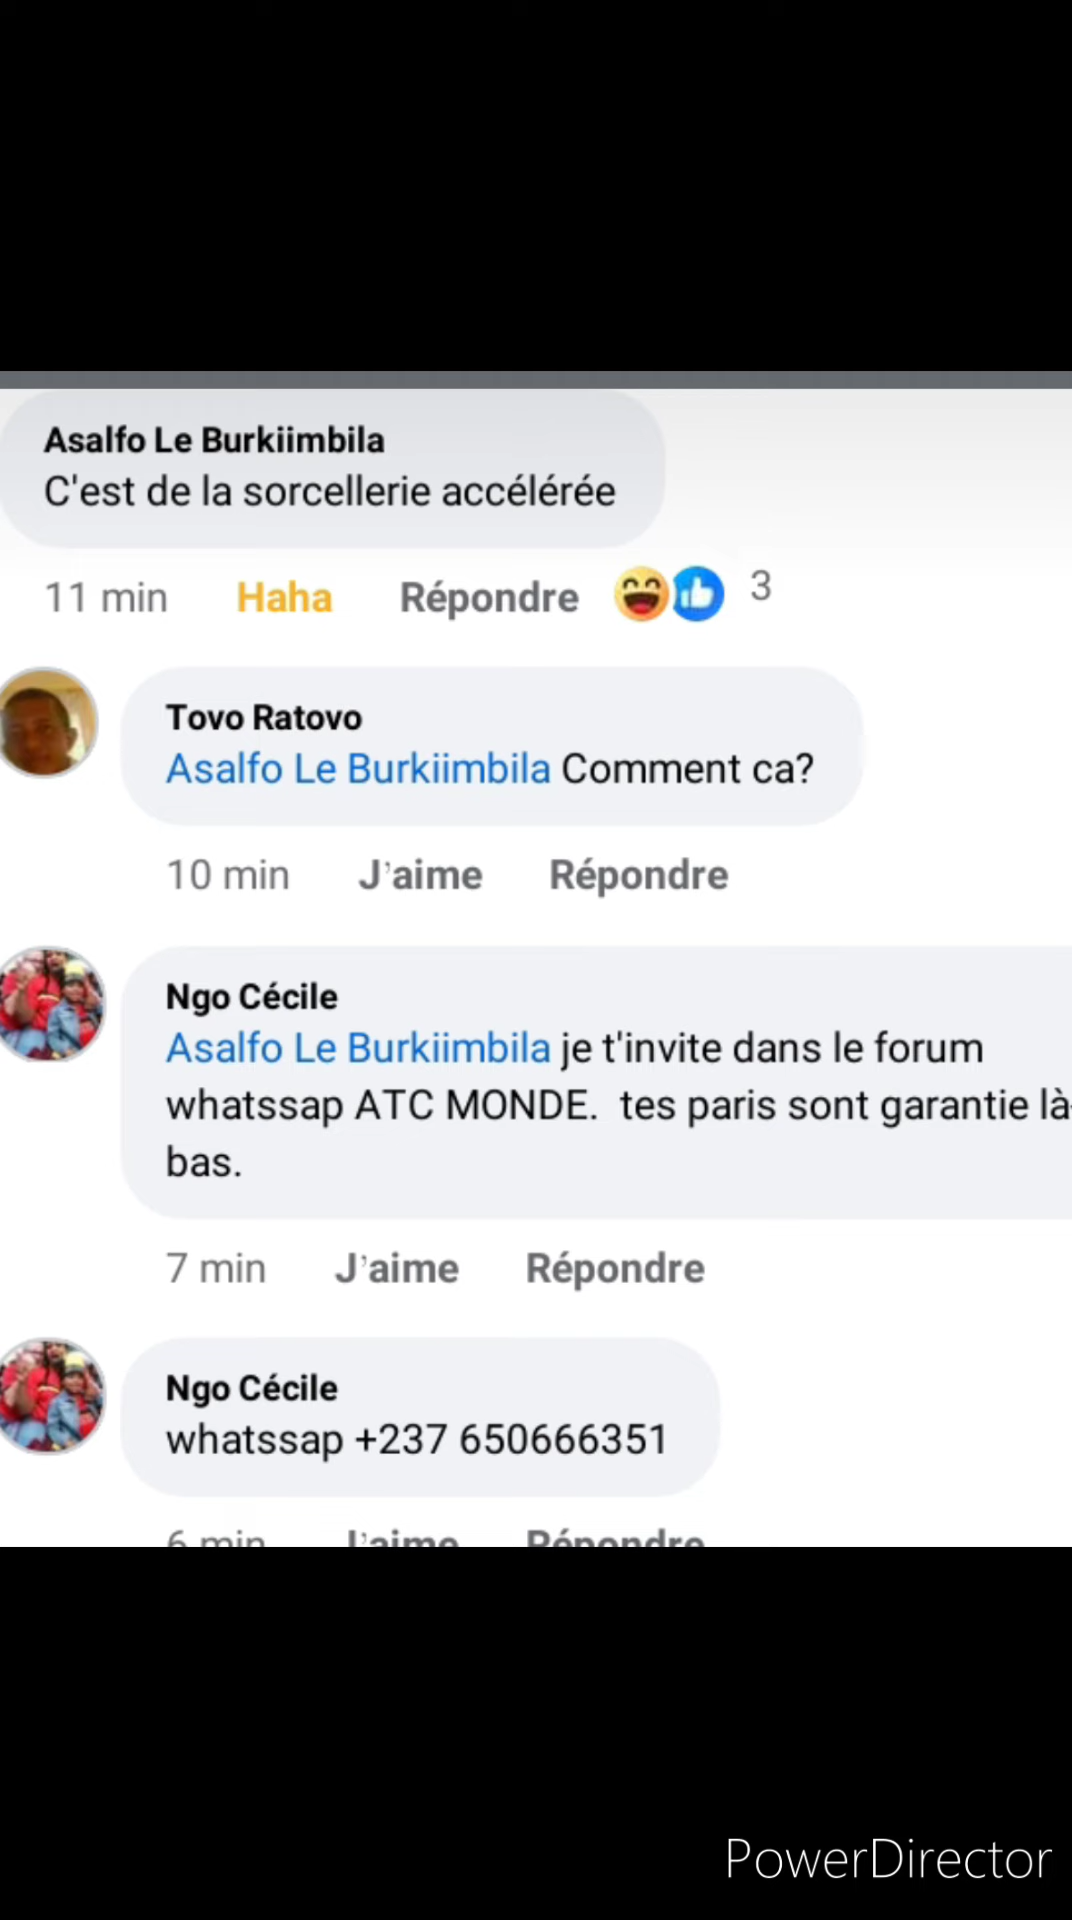 Asalfo Le Burkiimbila
C'est de la sorcellerie accélérée
11 min Haha Répondre 3
Tovo Ratovo
Asalfo Le Burkiimbila Comment ca?
10 min J'aime Répondre
Ngo Cécile
Asalfo Le Burkiimbila je t'invite dans le forum
whatssap ATC MONDE.  tes paris sont garantie là-
bas.
7 min J'aime Répondre
Ngo Cécile
whatssap +237 650666351
6 min J'aime Répondre
PowerDirector